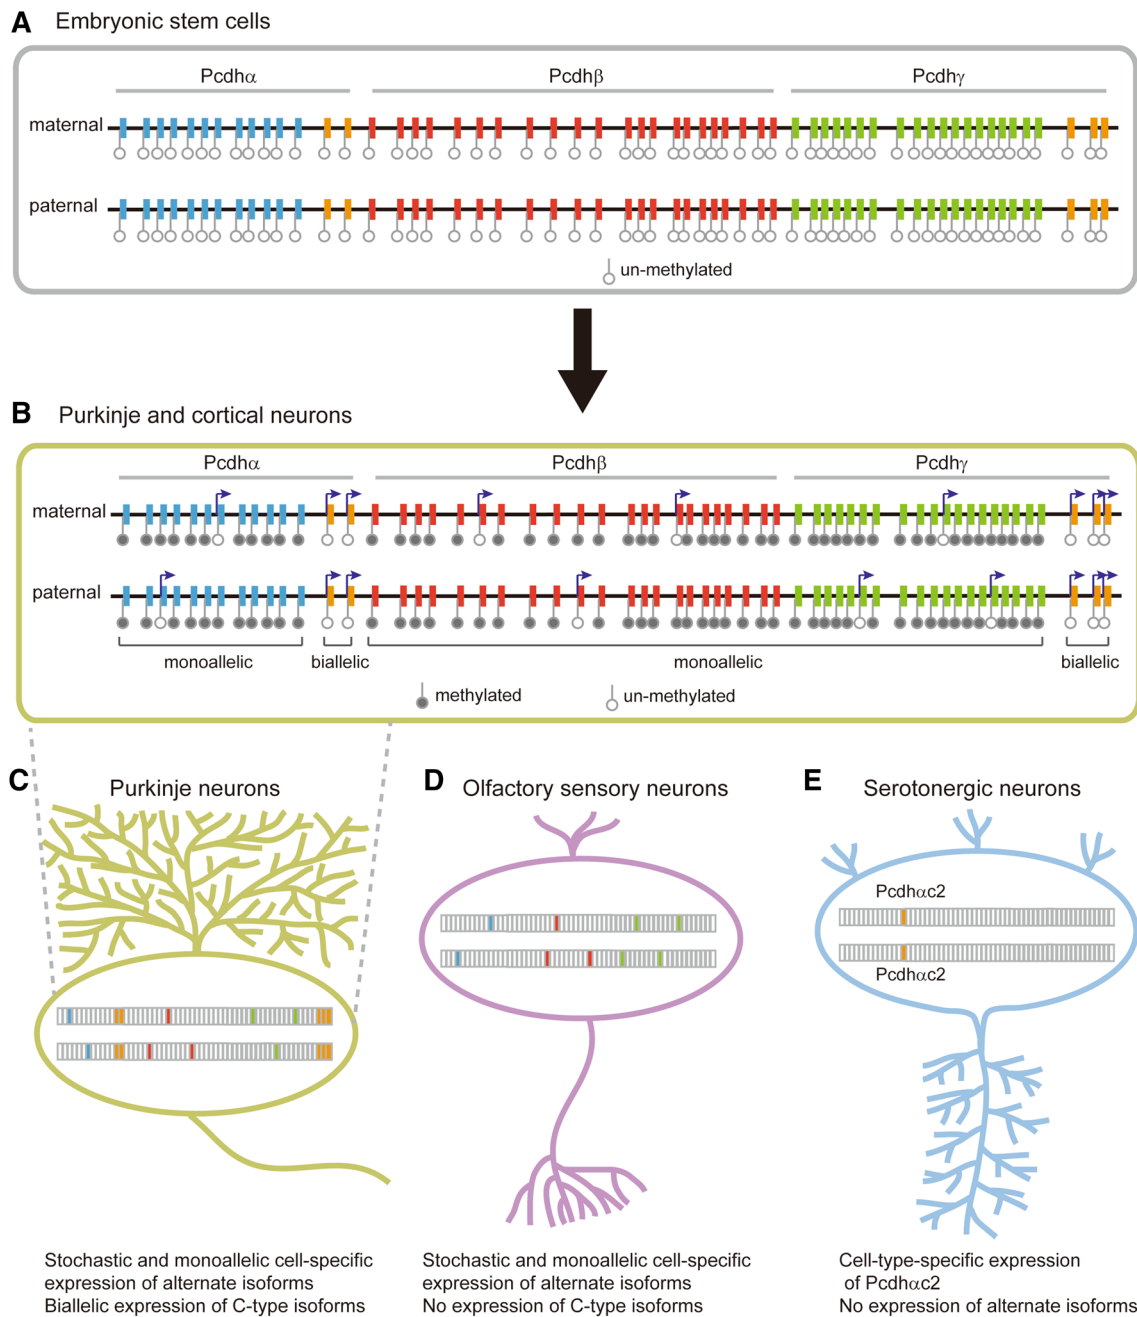 A Embryonic stem cells
Pcdhα Pcdhβ Pcdhγ
maternal
paternal
un-methylated
B Purkinje and cortical neurons
Pcdhα Pcdhβ Pcdhγ
maternal
paternal
monoallelic biallelic monoallelic biallelic
methylated un-methylated
C Purkinje neurons
D Olfactory sensory neurons
E Serotonergic neurons
Pcdhαc2
Pcdhαc2
Stochastic and monoallelic cell-specific
expression of alternate isoforms
Biallelic expression of C-type isoforms
Stochastic and monoallelic cell-specific
expression of alternate isoforms
No expression of C-type isoforms
Cell-type-specific expression
of Pcdhαc2
No expression of alternate isoforms